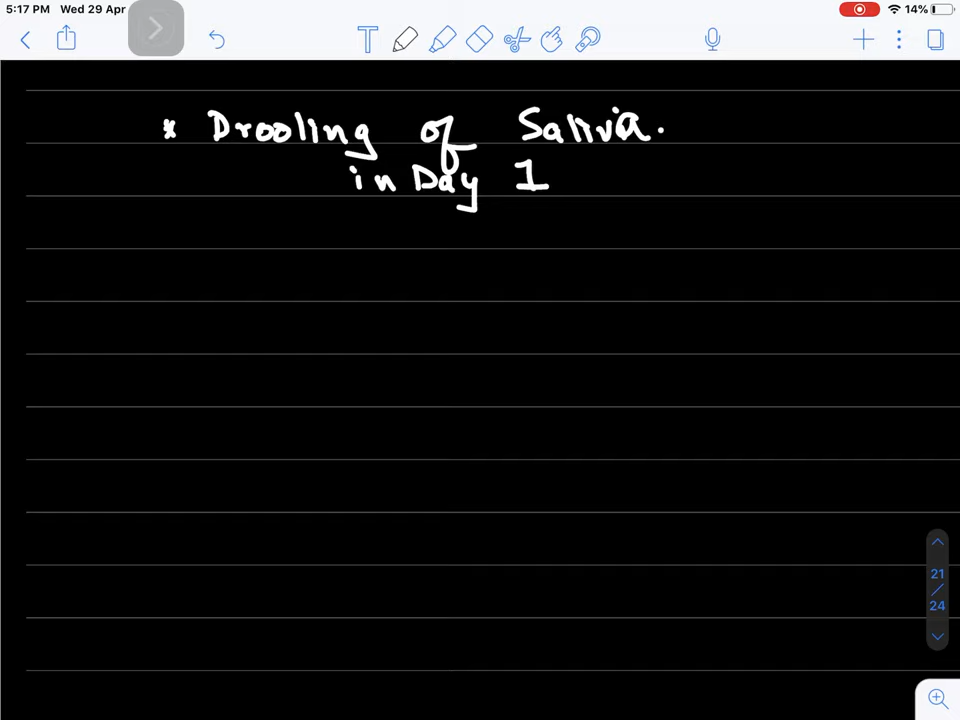 5:17 PM Wed 29 Apr 14%
* Drooling of Saliva.
in Day 1
21
/
24